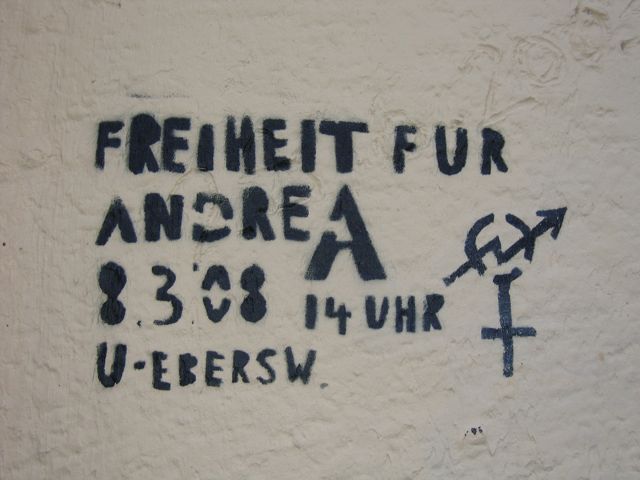 FREIHEIT FUR
ANDREA
8.3'08 14 UHR
U-EBERSW.